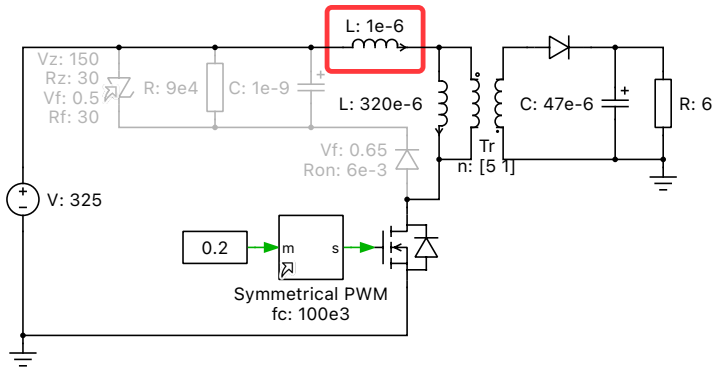 L: 1e-6
Vz: 150
Rz: 30
Vf: 0.5
Rf: 30
R: 9e4
C: 1e-9
+
L: 320e-6
Tr
n: [5 1]
C: 47e-6
+
R: 6
Vf: 0.65
Ron: 6e-3
V: 325
0.2
m
s
Symmetrical PWM
fc: 100e3